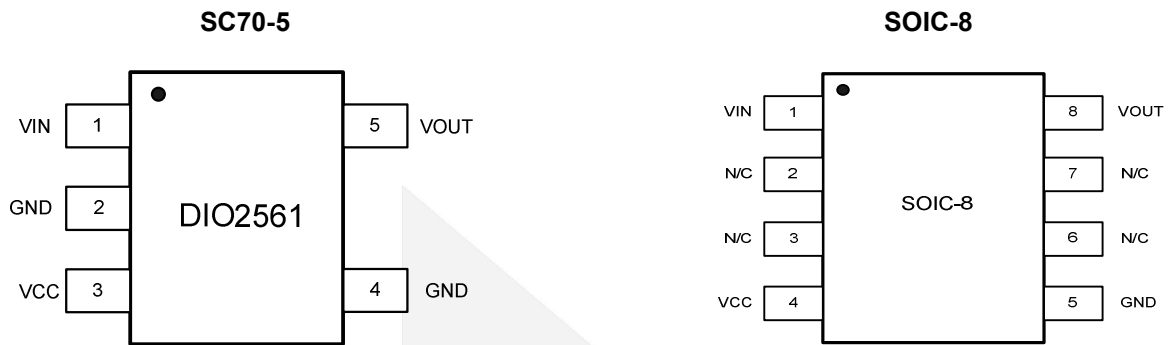 SC70-5
VIN 1
GND 2
VCC 3
DIO2561
5 VOUT
4 GND
SOIC-8
VIN 1
N/C 2
N/C 3
VCC 4
SOIC-8
8 VOUT
7 N/C
6 N/C
5 GND